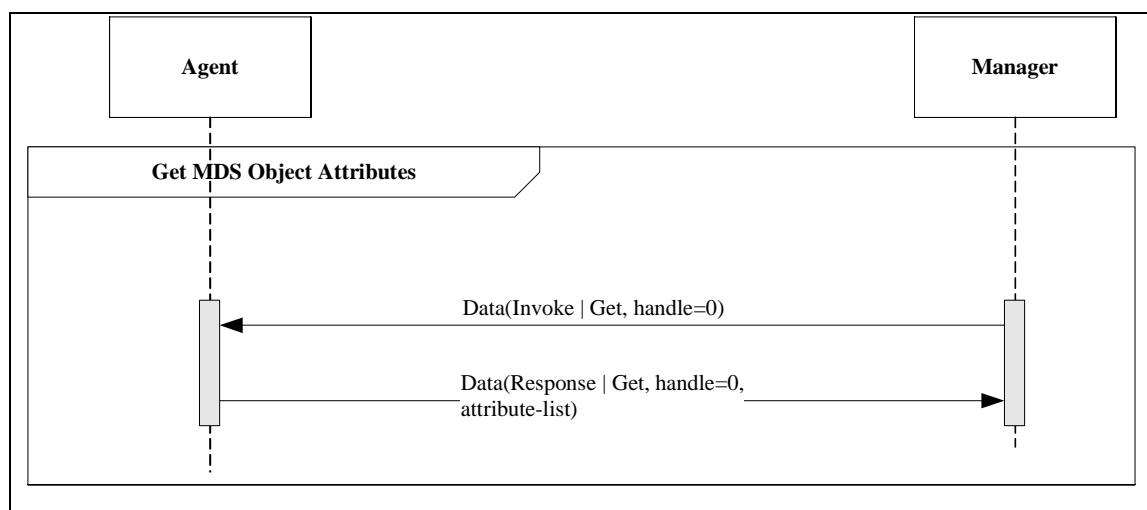 Agent
Manager
Get MDS Object Attributes
Data(Invoke | Get, handle=0)
Data(Response | Get, handle=0,
attribute-list)